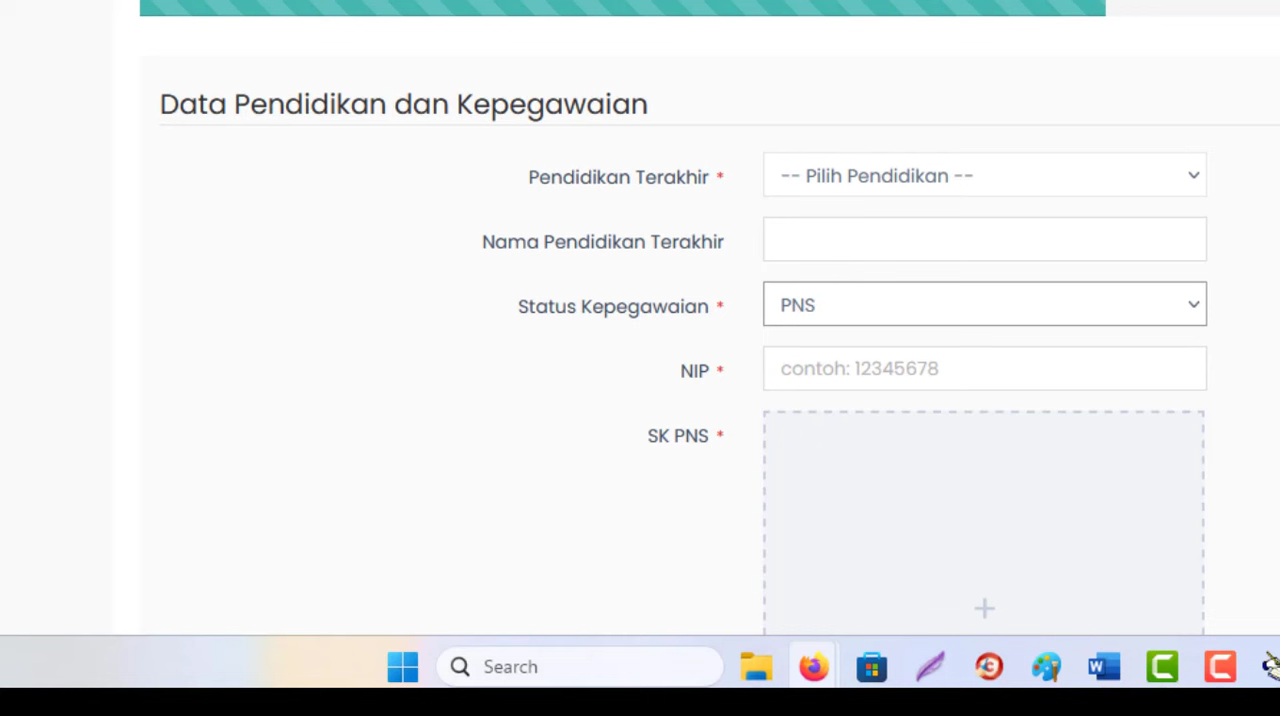 Data Pendidikan dan Kepegawaian
Pendidikan Terakhir * -- Pilih Pendidikan --
Nama Pendidikan Terakhir
Status Kepegawaian * PNS
NIP * contoh: 12345678
SK PNS *
+
Search